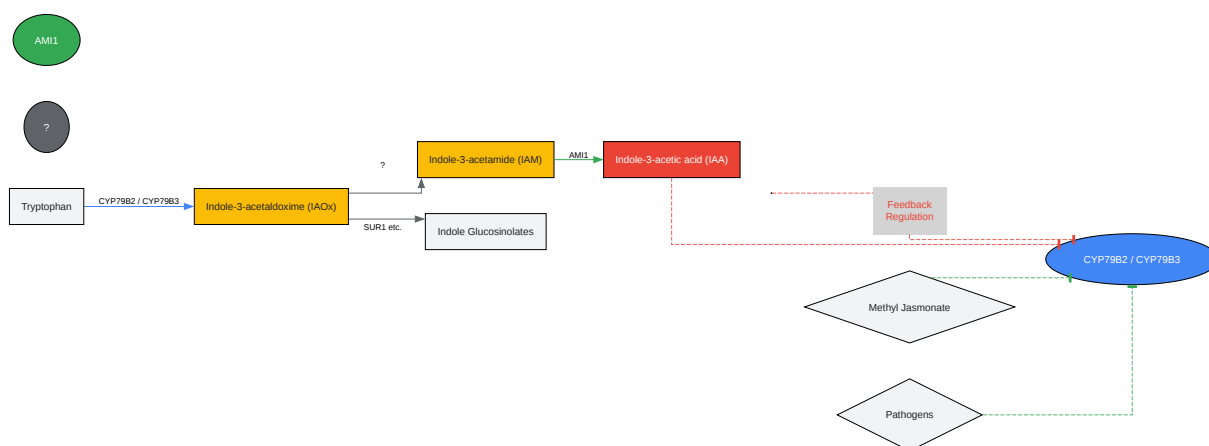 AMI1
?
?
Indole-3-acetamide (IAM)
AMI1
Indole-3-acetic acid (IAA)
Tryptophan
CYP79B2 / CYP79B3
Indole-3-acetaldoxime (IAOx)
SUR1 etc.
Indole Glucosinolates
Feedback
Regulation
CYP79B2 / CYP79B3
Methyl Jasmonate
Pathogens